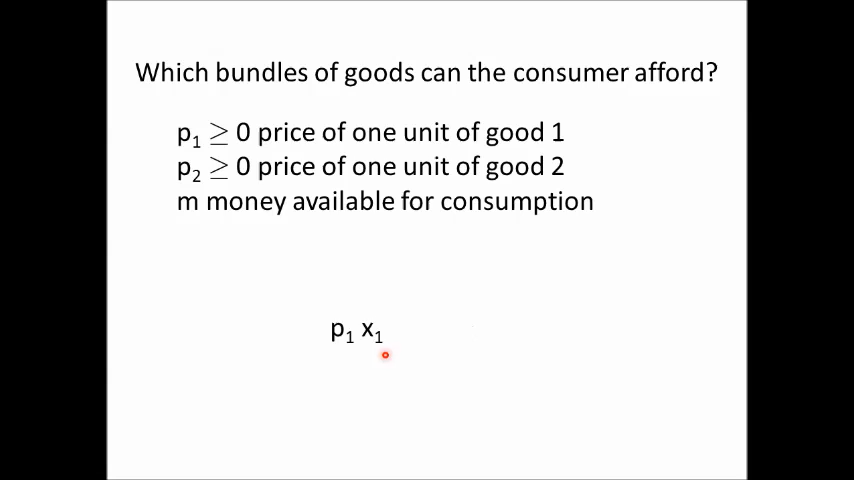 Which bundles of goods can the consumer afford?
p₁ ≥ 0 price of one unit of good 1
p₂ ≥ 0 price of one unit of good 2
m money available for consumption
p₁ x₁